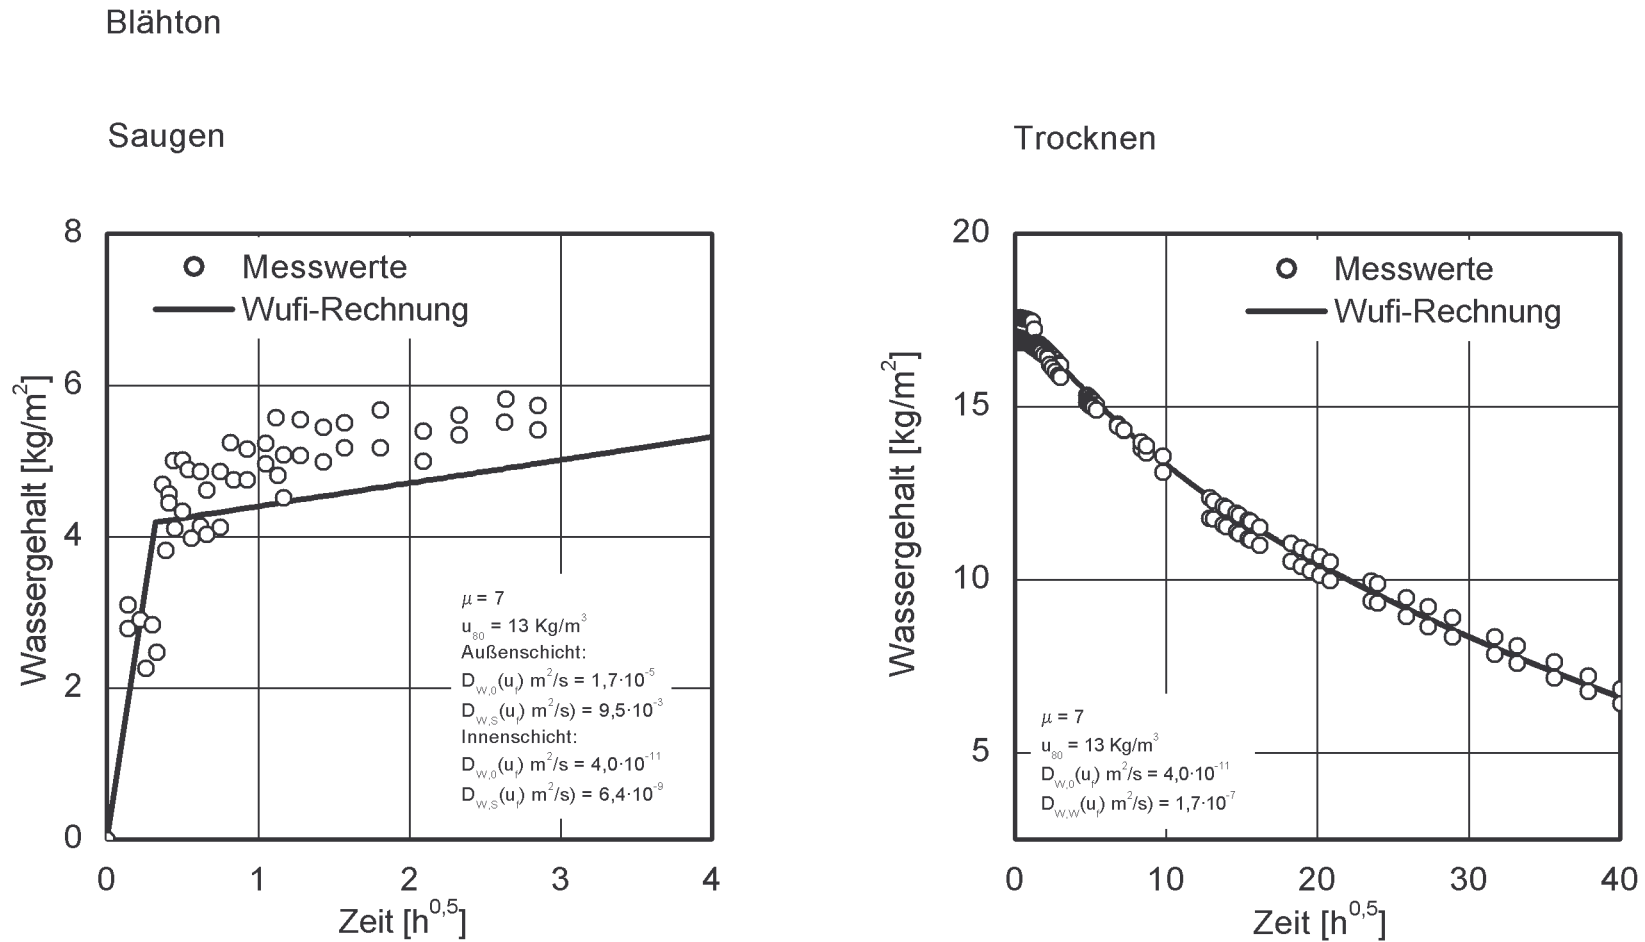 Blähton
Saugen
8
6
4
2
0
0 1 2 3 4
Wassergehalt [kg/m²]
Zeit [h⁰,⁵]
Messwerte
Wufi-Rechnung
μ = 7
u₈₀ = 13 Kg/m³
Außenschicht:
D_W,0(u_f) m²/s = 1,7·10⁻⁵
D_W,S(u_f) m²/s) = 9,5·10⁻³
Innenschicht:
D_W,0(u_f) m²/s = 4,0·10⁻¹¹
D_W,S(u_f) m²/s) = 6,4·10⁻⁹
Trocknen
20
15
10
5
0 10 20 30 40
Wassergehalt [kg/m²]
Zeit [h⁰,⁵]
Messwerte
Wufi-Rechnung
μ = 7
u₈₀ = 13 Kg/m³
D_W,0(u_f) m²/s = 4,0·10⁻¹¹
D_W,W(u_f) m²/s) = 1,7·10⁻⁷